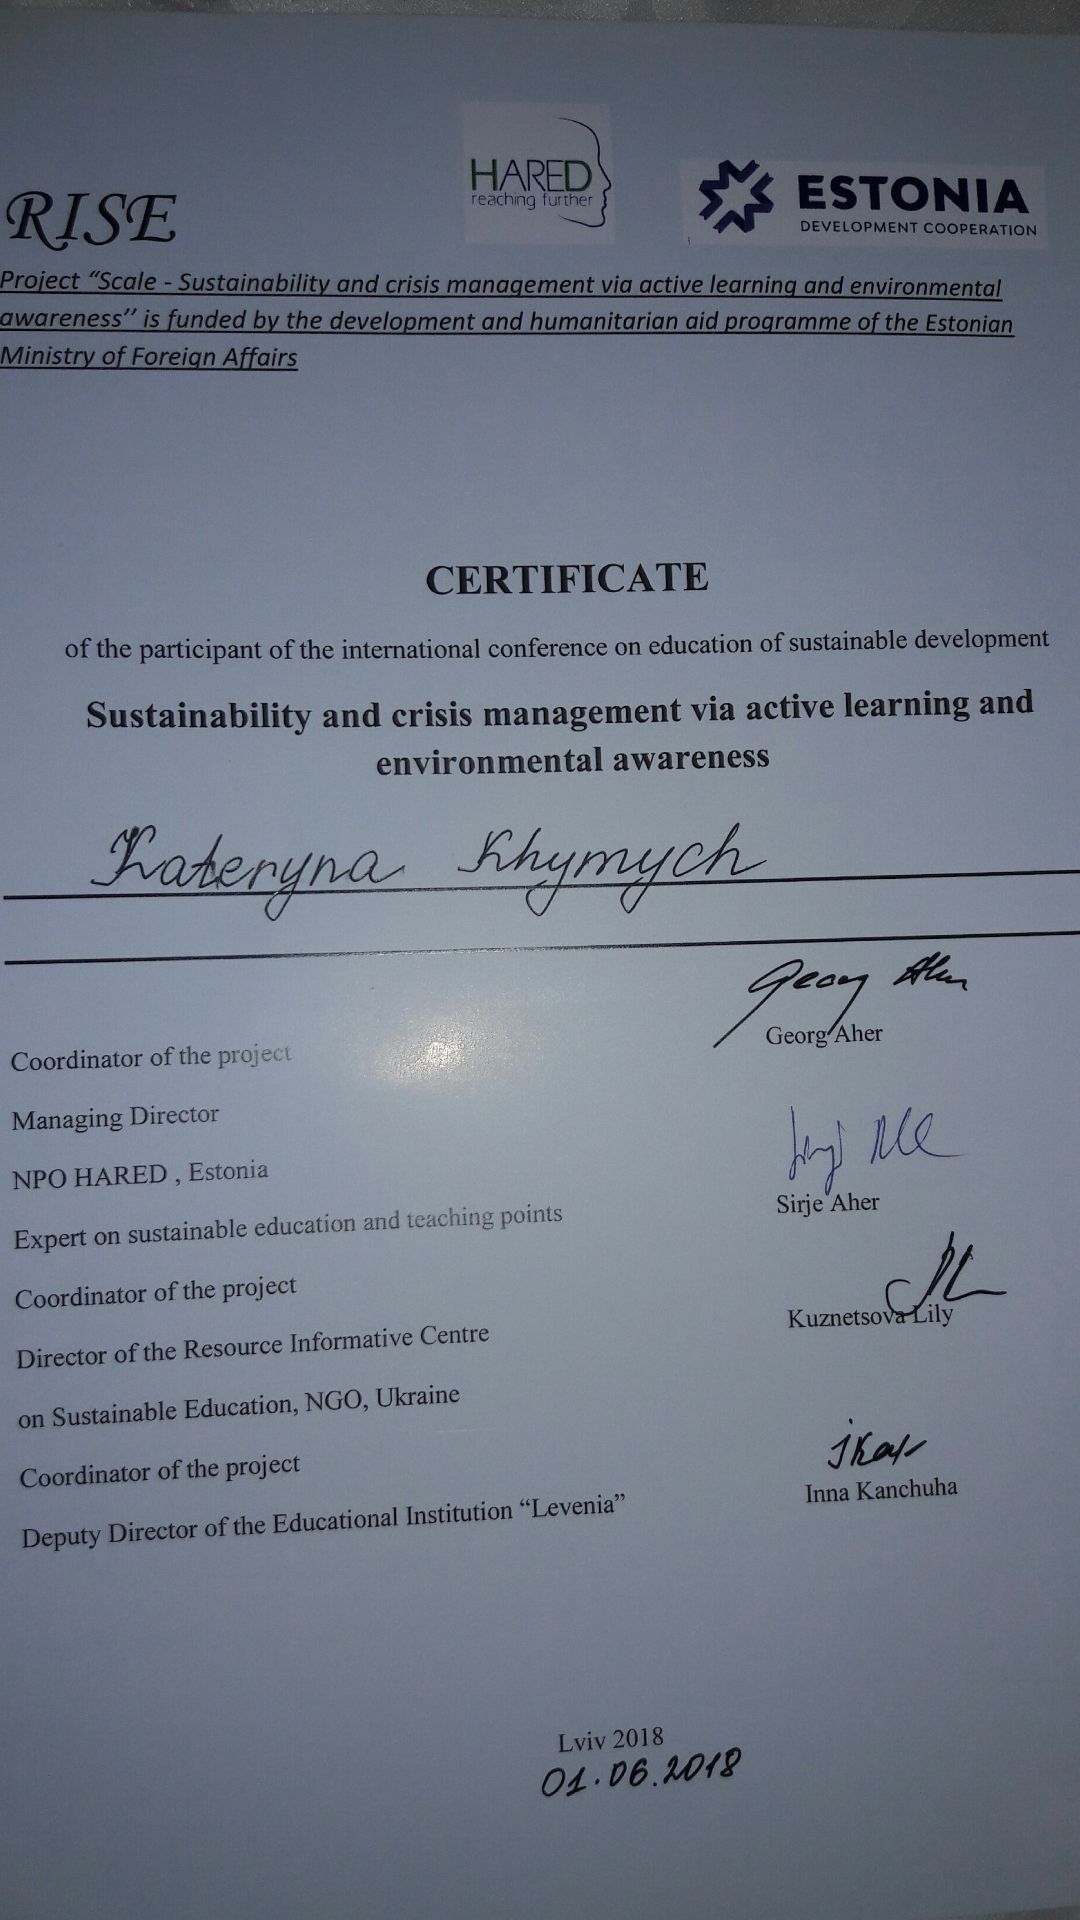 RISE
HARED
reaching further
ESTONIA
DEVELOPMENT COOPERATION
Project “Scale - Sustainability and crisis management via active learning and environmental
awareness’’ is funded by the development and humanitarian aid programme of the Estonian
Ministry of Foreign Affairs
CERTIFICATE
of the participant of the international conference on education of sustainable development
Sustainability and crisis management via active learning and
environmental awareness
Kateryna Khymych
Georg Aher
Coordinator of the project
Georg Aher
Managing Director
NPO HARED , Estonia
Expert on sustainable education and teaching points
Sirje Aher
Coordinator of the project
Director of the Resource Informative Centre
Kuznetsova Lily
on Sustainable Education, NGO, Ukraine
Coordinator of the project
Inna Kanchuha
Deputy Director of the Educational Institution “Levenia”
Lviv 2018
01.06.2018